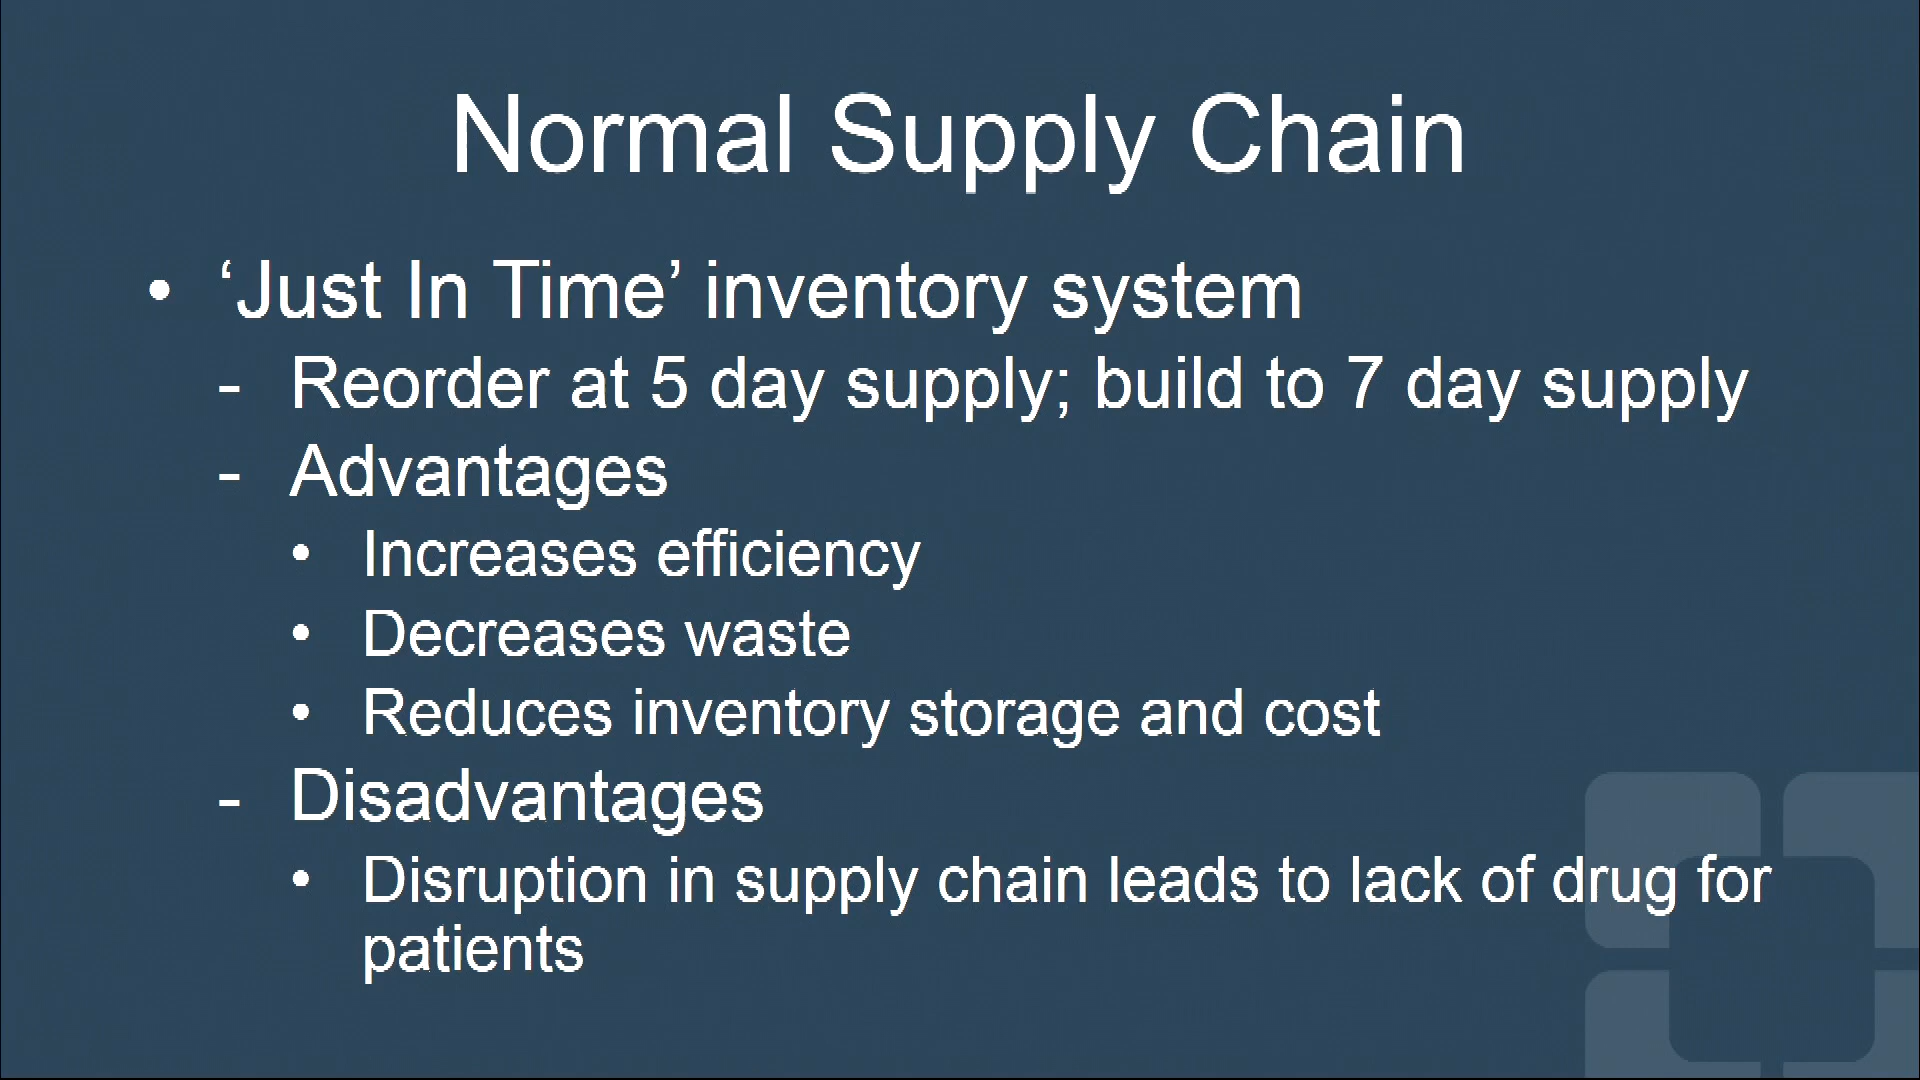 Normal Supply Chain
• ‘Just In Time’ inventory system
- Reorder at 5 day supply; build to 7 day supply
- Advantages
• Increases efficiency
• Decreases waste
• Reduces inventory storage and cost
- Disadvantages
• Disruption in supply chain leads to lack of drug for
patients